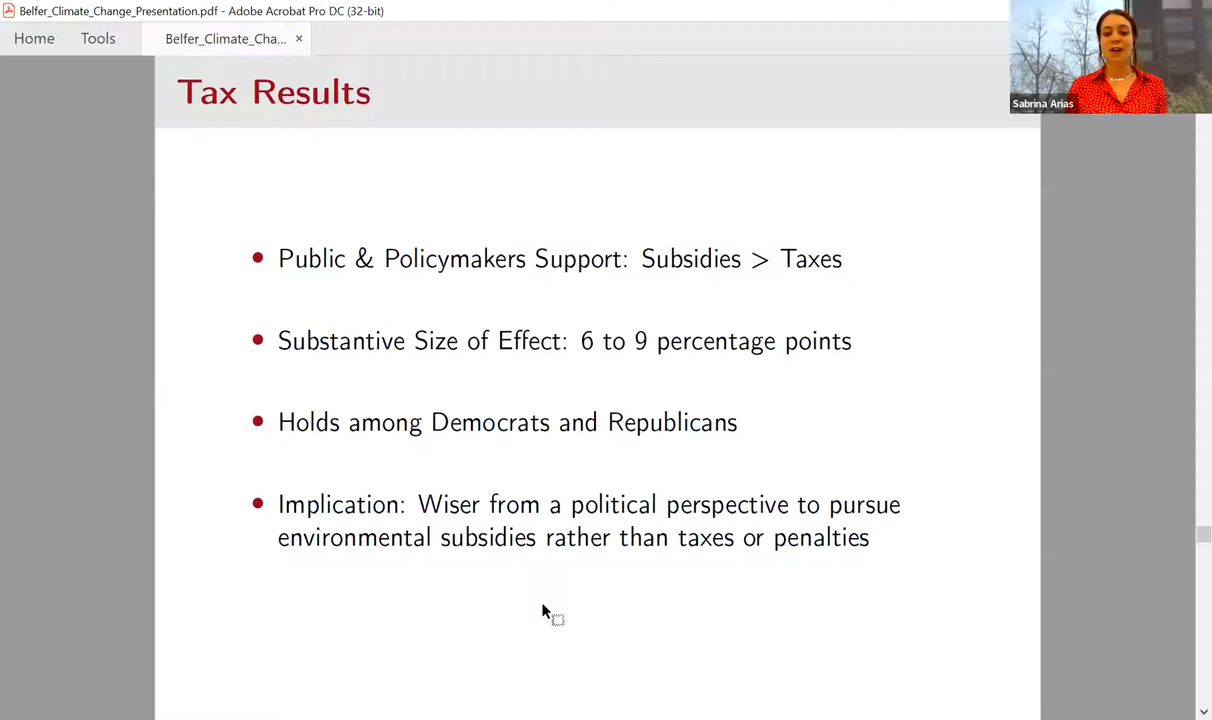 Belfer_Climate_Change_Presentation.pdf - Adobe Acrobat Pro DC (32-bit)
Home Tools Belfer_Climate_Cha... ×
Sabrina Arias
Tax Results
• Public & Policymakers Support: Subsidies > Taxes
• Substantive Size of Effect: 6 to 9 percentage points
• Holds among Democrats and Republicans
• Implication: Wiser from a political perspective to pursue
environmental subsidies rather than taxes or penalties